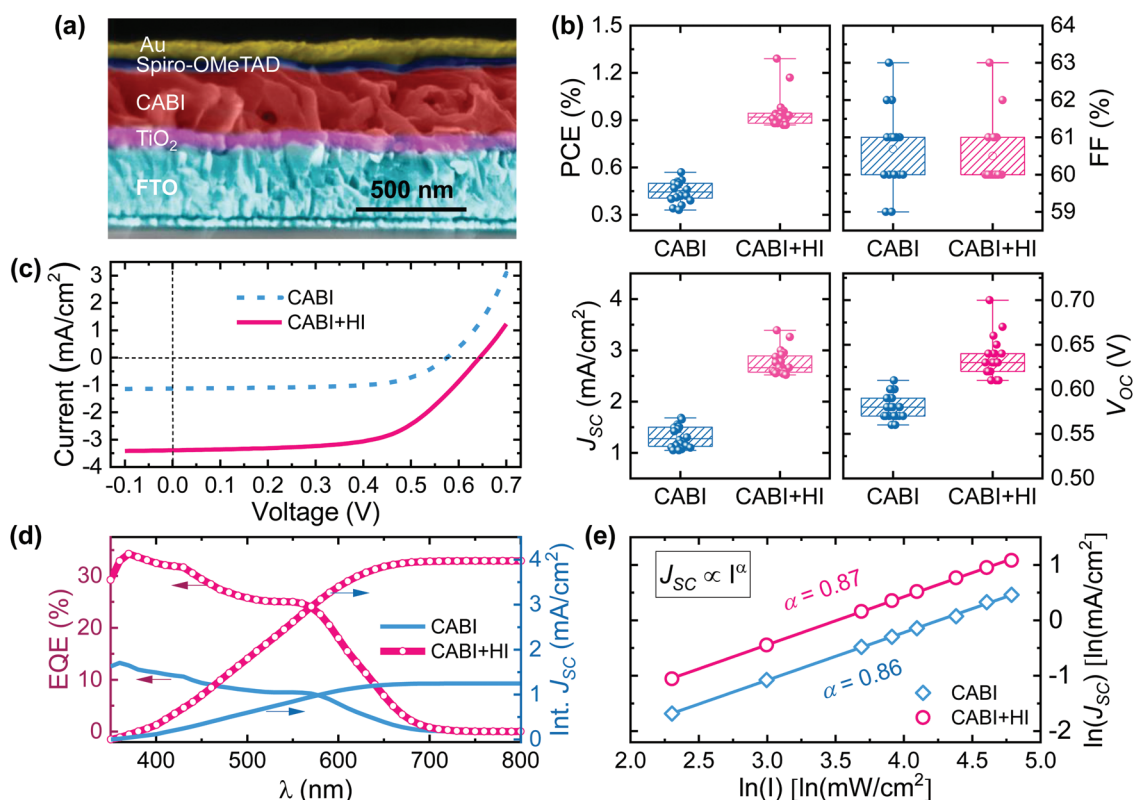 (a)
Au
Spiro-OMeTAD
CABI
TiO2
FTO
500 nm
(b)
PCE (%)
1.5
1.2
0.9
0.6
0.3
CABI
CABI+HI
64
63
62
61
60
59
FF (%)
CABI
CABI+HI
JSC (mA/cm2)
4
3
2
1
CABI
CABI+HI
0.70
0.65
0.60
0.55
0.50
VOC (V)
CABI
CABI+HI
(c)
Current (mA/cm2)
3
2
1
0
-1
-2
-3
-4
CABI
CABI+HI
-0.1 0.0 0.1 0.2 0.3 0.4 0.5 0.6 0.7
Voltage (V)
(d)
EQE (%)
30
20
10
0
CABI
CABI+HI
4
3
2
1
0
Int. JSC (mA/cm2)
400 500 600 700 800
λ (nm)
(e)
JSC ∝ Iα
α = 0.87
α = 0.86
CABI
CABI+HI
1
0
-1
-2
ln(JSC) [ln(mA/cm2)]
2.0 2.5 3.0 3.5 4.0 4.5 5.0
ln(I) [ln(mW/cm2]